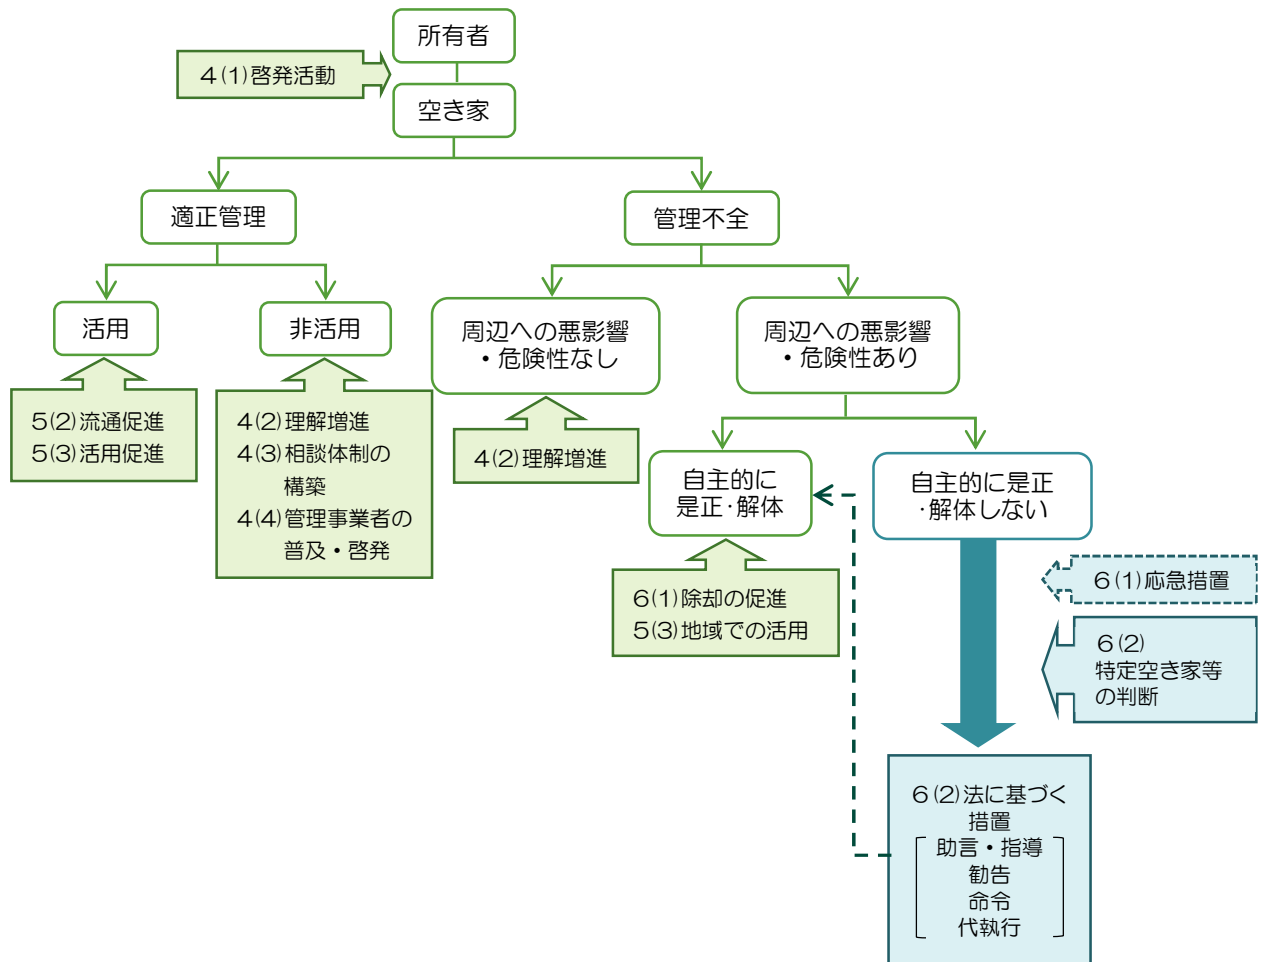 所有者
4(1)啓発活動
空き家
適正管理
管理不全
活用
非活用
周辺への悪影響
・危険性なし
周辺への悪影響
・危険性あり
5(2)流通促進
5(3)活用促進
4(2)理解増進
4(3)相談体制の
構築
4(4)管理事業者の
普及・啓発
4(2)理解増進
自主的に
是正・解体
自主的に是正
・解体しない
6(1)除却の促進
5(3)地域での活用
6(1)応急措置
6(2)
特定空き家等
の判断
6(2)法に基づく
措置
助言・指導
勧告
命令
代執行